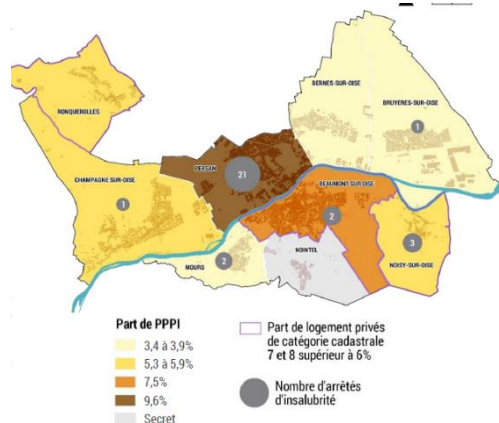 BERNES-SUR-OISE
BRUYERES-SUR-OISE
1
RONQUEROLLES
PERSAN
21
CHAMPAGNE SUR-OISE
1
BEAUMONT SUR OISE
2
3
NOISY-SUR-OISE
MOURS
2
NOINTEL
Part de PPPI
3,4 à 3,9%
5,3 à 5,9%
7,5%
9,6%
Secret
Part de logement privés
de catégorie cadastrale
7 et 8 supérieur à 6%
Nombre d'arrêtés
d'insalubrité